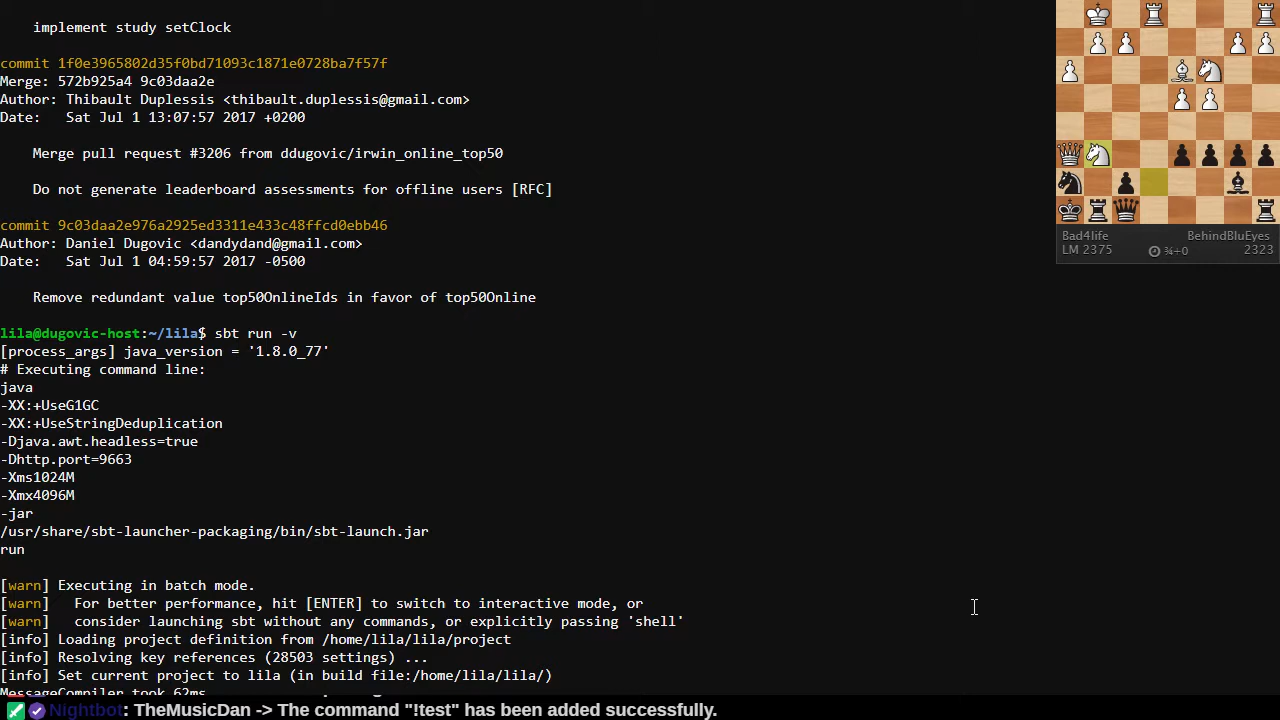 implement study setClock
commit 1f0e3965802d35f0bd71093c1871e0728ba7f57f
Merge: 572b925a4 9c03daa2e
Author: Thibault Duplessis <thibault.duplessis@gmail.com>
Date:   Sat Jul 1 13:07:57 2017 +0200
Merge pull request #3206 from ddugovic/irwin_online_top50
Do not generate leaderboard assessments for offline users [RFC]
commit 9c03daa2e976a2925ed3311e433c48ffcd0ebb46
Author: Daniel Dugovic <dandydand@gmail.com>
Date:   Sat Jul 1 04:59:57 2017 -0500
Remove redundant value top50OnlineIds in favor of top50Online
lila@dugovic-host:~/lila$ sbt run -v
[process_args] java_version = '1.8.0_77'
# Executing command line:
java
-XX:+UseG1GC
-XX:+UseStringDeduplication
-Djava.awt.headless=true
-Dhttp.port=9663
-Xms1024M
-Xmx4096M
-jar
/usr/share/sbt-launcher-packaging/bin/sbt-launch.jar
run
[warn] Executing in batch mode.
[warn]   For better performance, hit [ENTER] to switch to interactive mode, or
[warn]   consider launching sbt without any commands, or explicitly passing 'shell'
[info] Loading project definition from /home/lila/lila/project
[info] Resolving key references (28503 settings) ...
[info] Set current project to lila (in build file:/home/lila/lila/)
MessageCompiler took 62ms
Bad4life BehindBluEyes
LM 2375 ¾+0 2323
Nightbot: TheMusicDan -> The command "!test" has been added successfully.